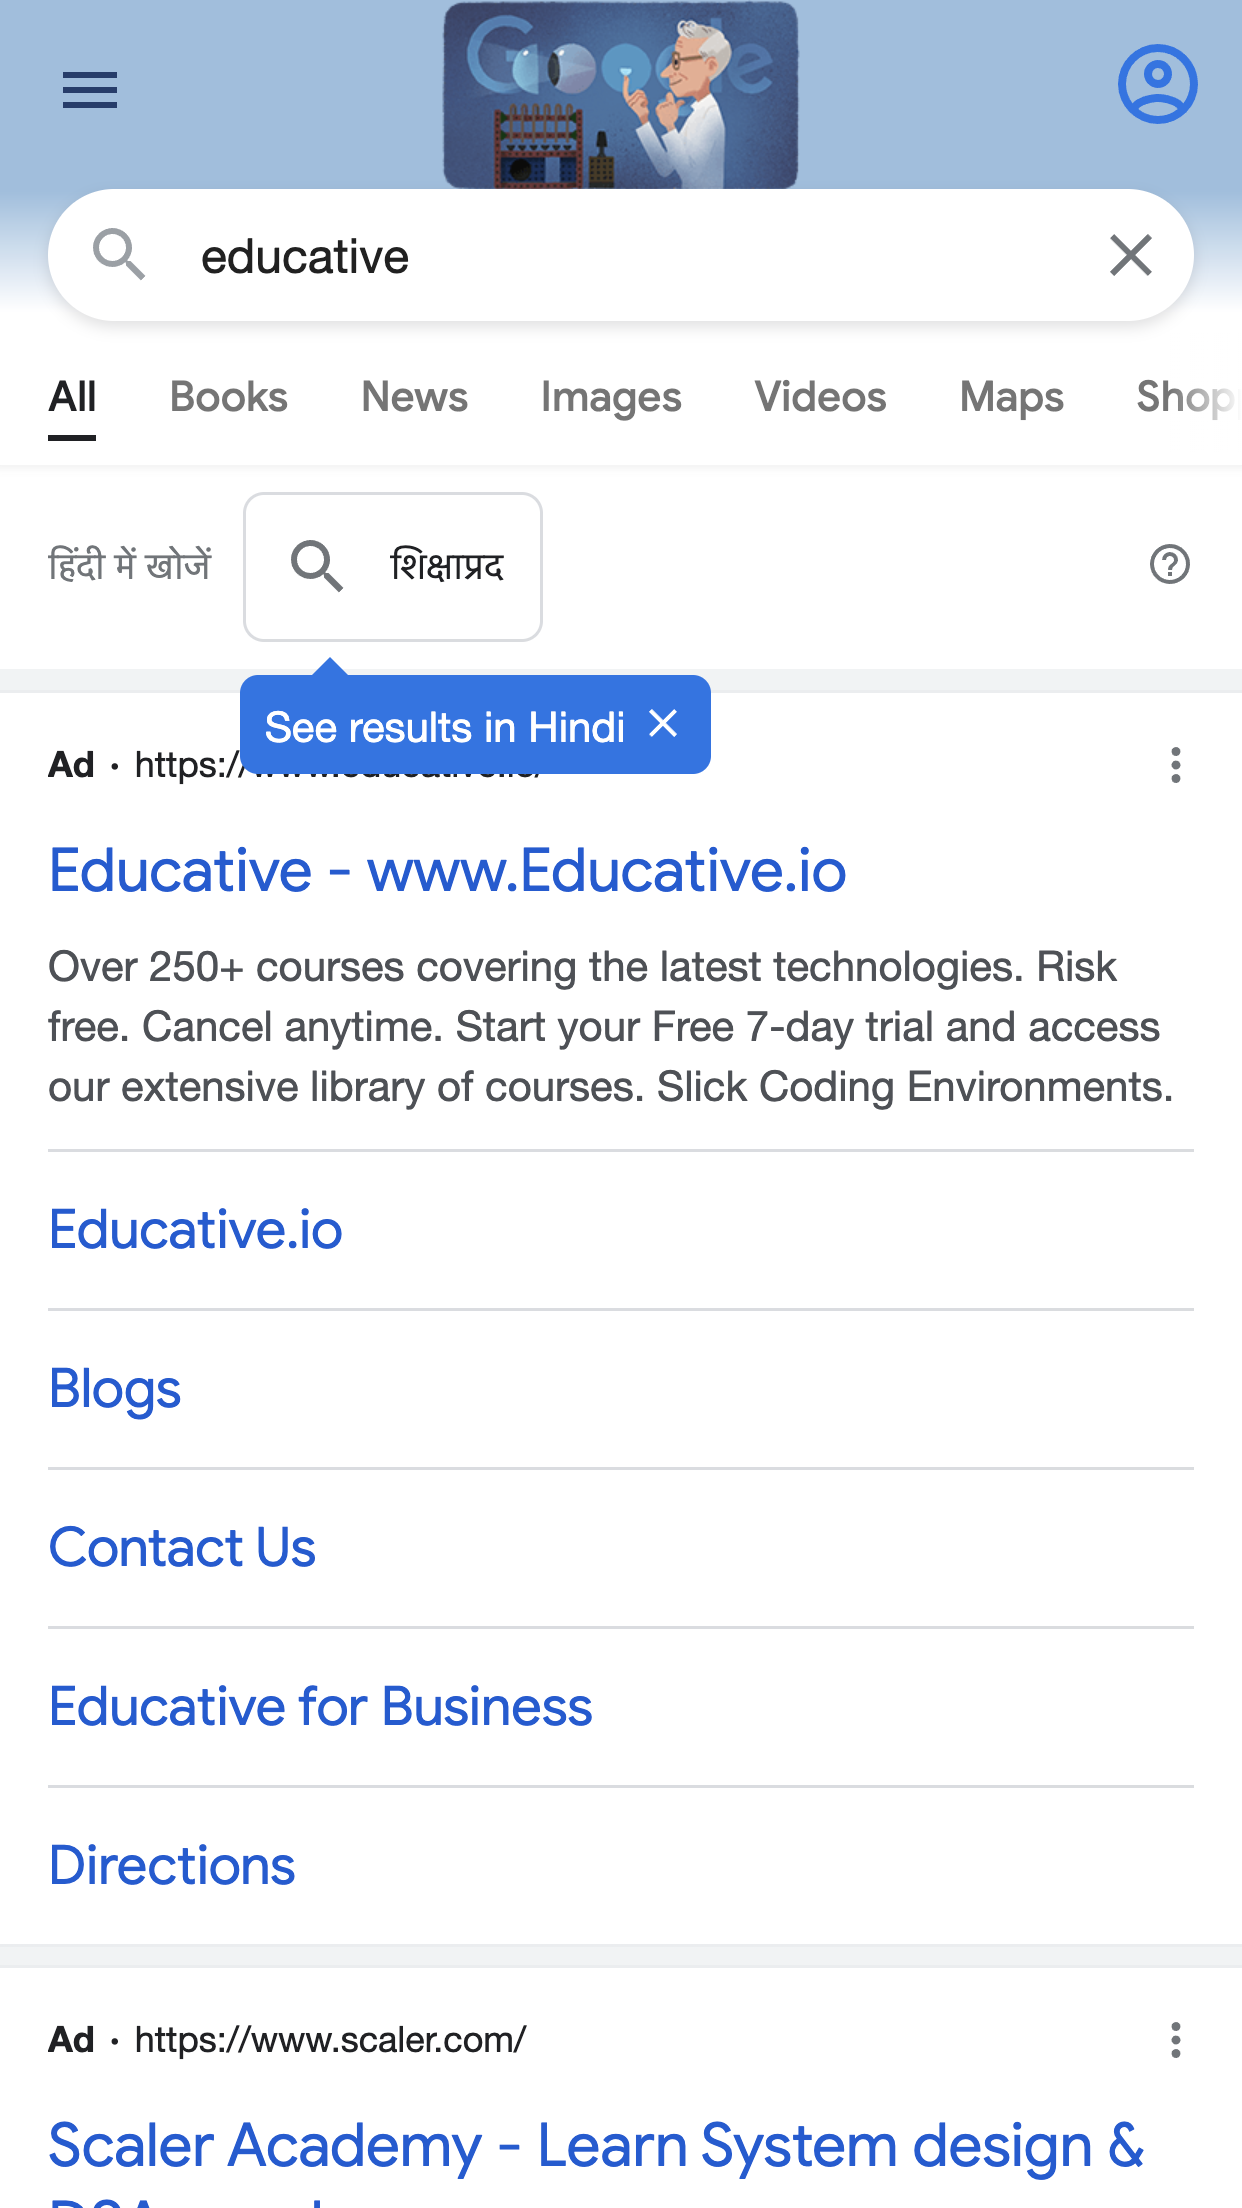 Google
educative
All Books News Images Videos Maps Shop
हिंदी में खोजें शिक्षाप्रद
See results in Hindi
Ad · https://
Educative - www.Educative.io
Over 250+ courses covering the latest technologies. Risk
free. Cancel anytime. Start your Free 7-day trial and access
our extensive library of courses. Slick Coding Environments.
Educative.io
Blogs
Contact Us
Educative for Business
Directions
Ad · https://www.scaler.com/
Scaler Academy - Learn System design &